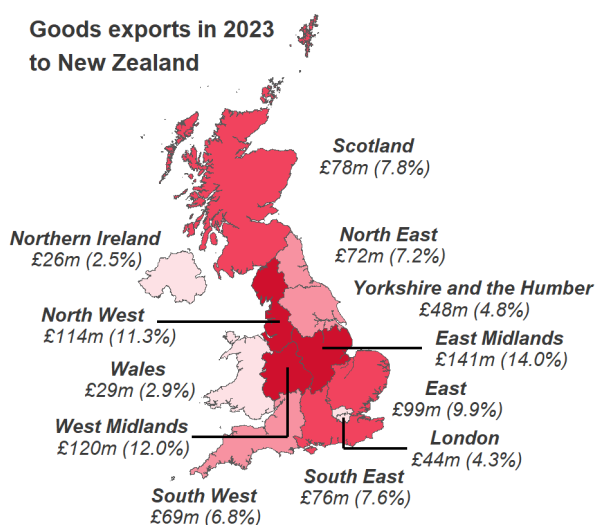 Goods exports in 2023
to New Zealand
Scotland
£78m (7.8%)
Northern Ireland
£26m (2.5%)
North East
£72m (7.2%)
Yorkshire and the Humber
£48m (4.8%)
North West
£114m (11.3%)
East Midlands
£141m (14.0%)
Wales
£29m (2.9%)
East
£99m (9.9%)
West Midlands
£120m (12.0%)
London
£44m (4.3%)
South East
£76m (7.6%)
South West
£69m (6.8%)